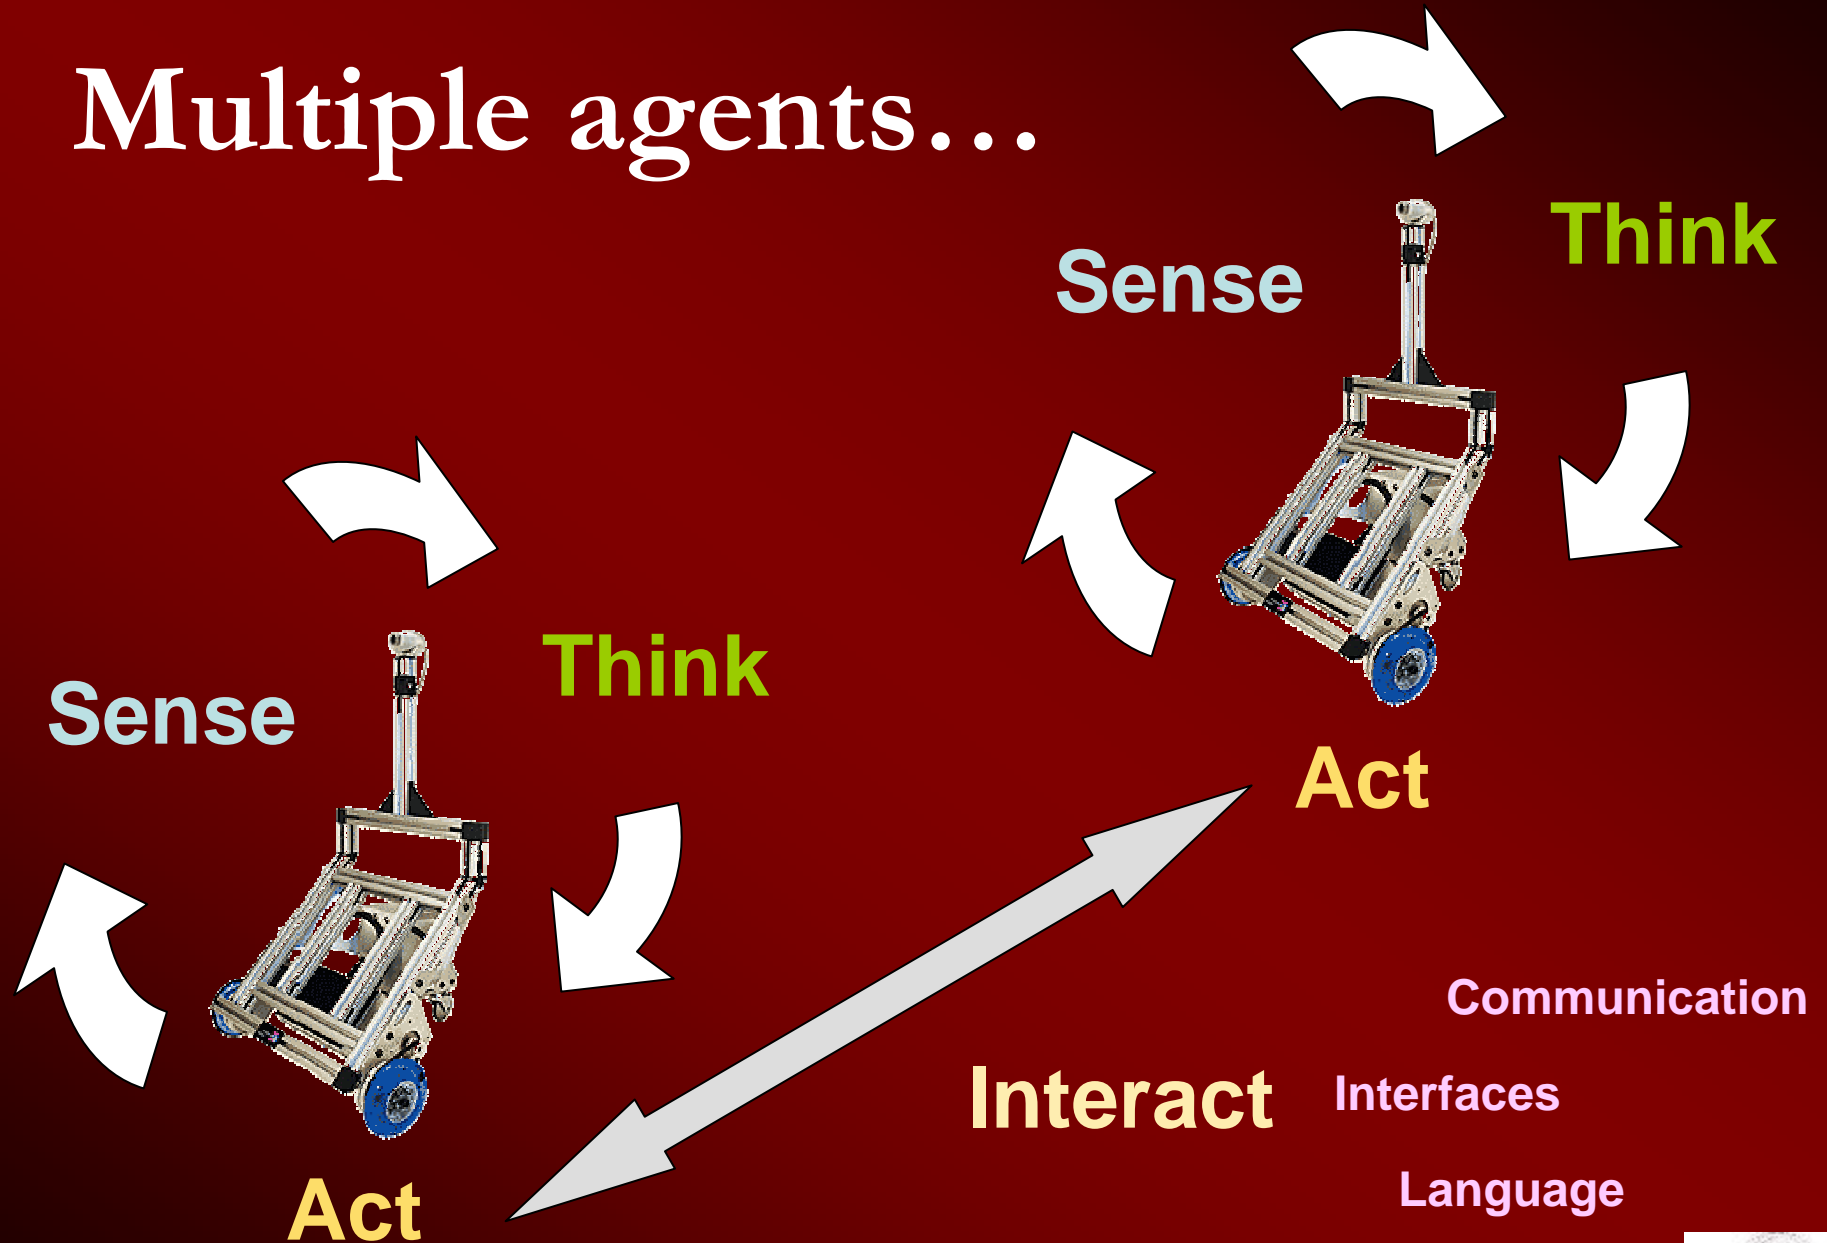 Multiple agents…
Sense
Think
Act
Sense
Think
Act
Interact
Communication
Interfaces
Language